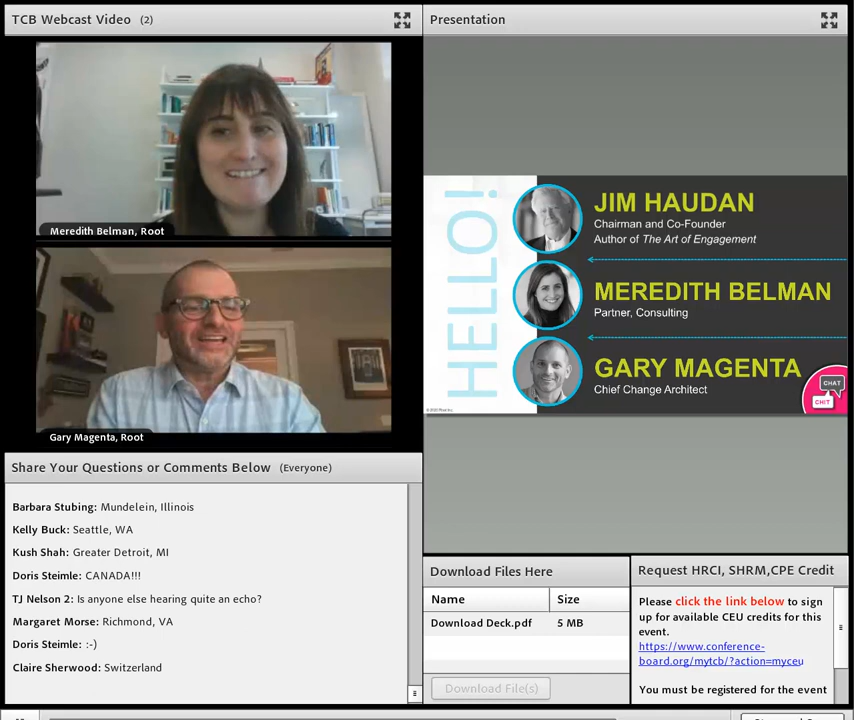 TCB Webcast Video (2)
Meredith Belman, Root
Gary Magenta, Root
Share Your Questions or Comments Below (Everyone)
Barbara Stubing: Mundelein, Illinois
Kelly Buck: Seattle, WA
Kush Shah: Greater Detroit, MI
Doris Steimle: CANADA!!!
TJ Nelson 2: Is anyone else hearing quite an echo?
Margaret Morse: Richmond, VA
Doris Steimle: :-)
Claire Sherwood: Switzerland
Presentation
HELLO!
JIM HAUDAN
Chairman and Co-Founder
Author of The Art of Engagement
MEREDITH BELMAN
Partner, Consulting
GARY MAGENTA
Chief Change Architect
CHAT
CHIT
Download Files Here
Name Size
Download Deck.pdf 5 MB
Download File(s)
Request HRCI, SHRM,CPE Credit
Please click the link below to sign
up for available CEU credits for this
event.
https://www.conference-
board.org/mytcb/?action=myceu
You must be registered for the event